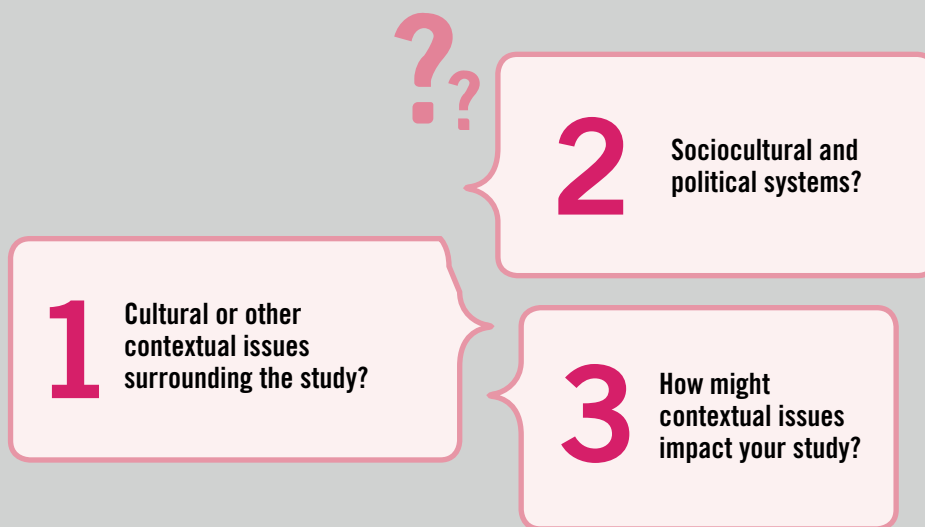 ??
1
Cultural or other
contextual issues
surrounding the study?
2
Sociocultural and
political systems?
3
How might
contextual issues
impact your study?